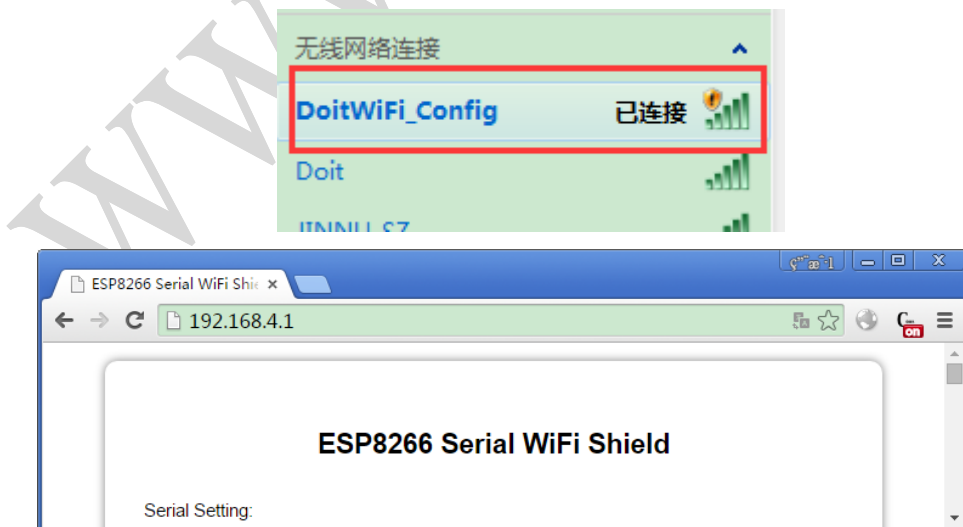 无线网络连接
DoitWiFi_Config 已连接
Doit
ESP8266 Serial WiFi Shie
192.168.4.1
on
ESP8266 Serial WiFi Shield
Serial Setting: